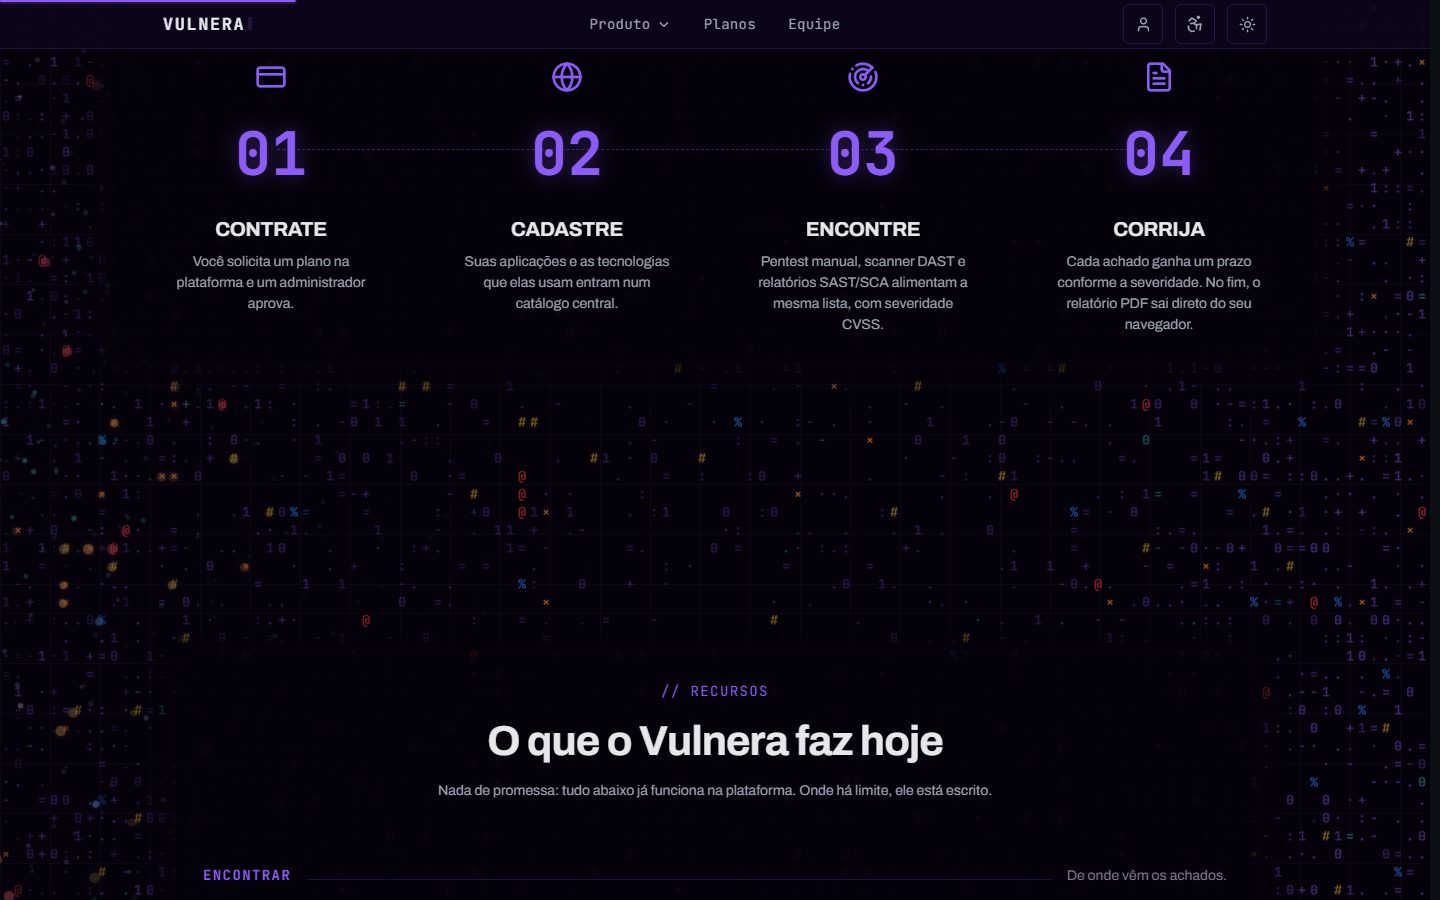 VULNERA
Produto
Planos
Equipe
01
02
03
04
CONTRATE
Você solicita um plano na
plataforma e um administrador
aprova.
CADASTRE
Suas aplicações e as tecnologias
que elas usam entram num
catálogo central.
ENCONTRE
Pentest manual, scanner DAST e
relatórios SAST/SCA alimentam a
mesma lista, com severidade
CVSS.
CORRIJA
Cada achado ganha um prazo
conforme a severidade. No fim, o
relatório PDF sai direto do seu
navegador.
// RECURSOS
O que o Vulnera faz hoje
Nada de promessa: tudo abaixo já funciona na plataforma. Onde há limite, ele está escrito.
ENCONTRAR
De onde vêm os achados.